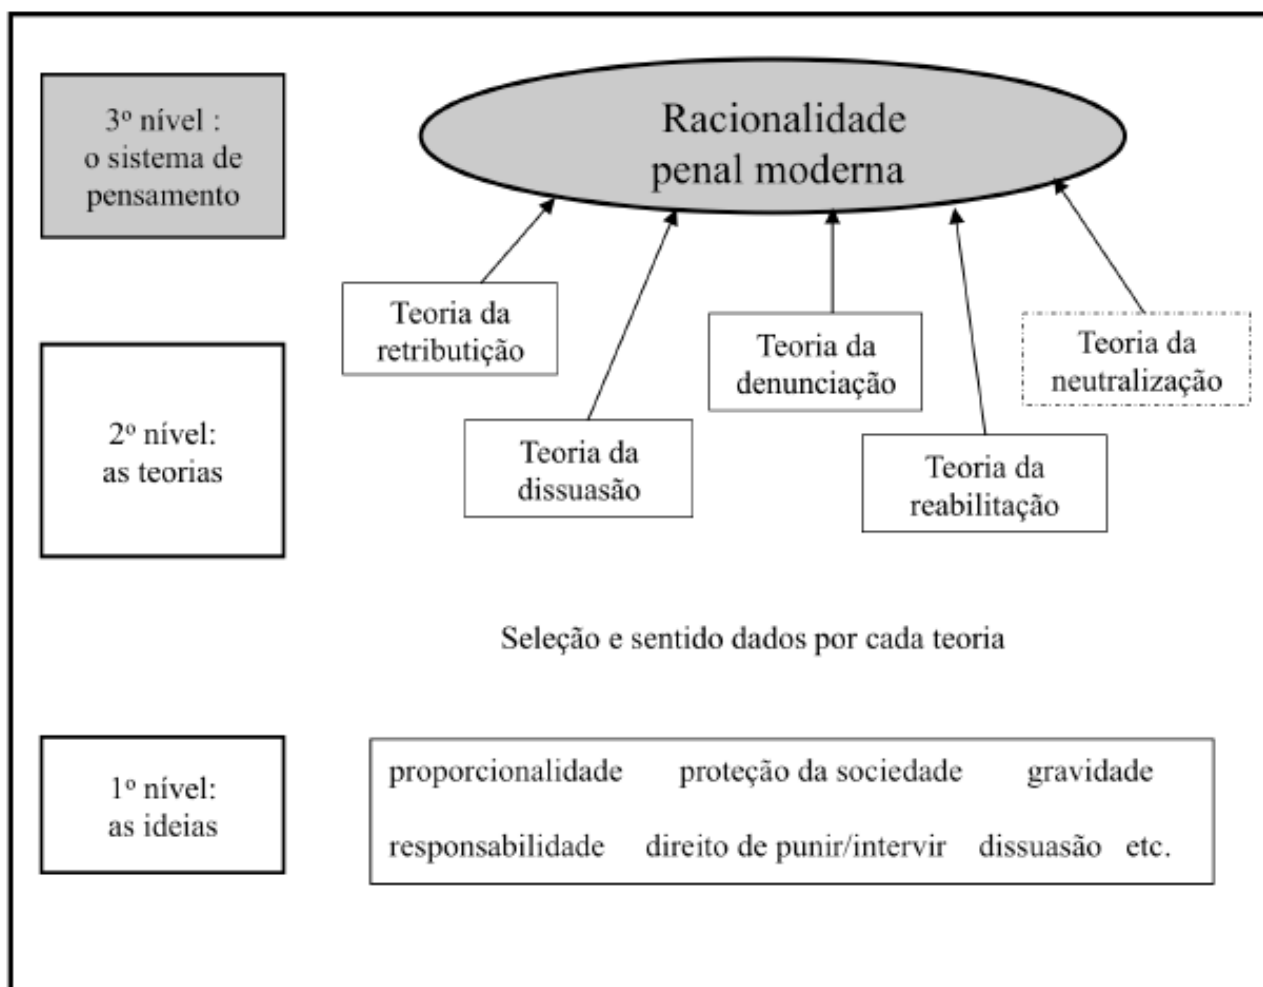 3º nível :
o sistema de
pensamento
Racionalidade
penal moderna
2º nível:
as teorias
Teoria da
retributição
Teoria da
dissuasão
Teoria da
denunciação
Teoria da
reabilitação
Teoria da
neutralização
Seleção e sentido dados por cada teoria
1º nível:
as ideias
proporcionalidade proteção da sociedade gravidade
responsabilidade direito de punir/intervir dissuasão etc.